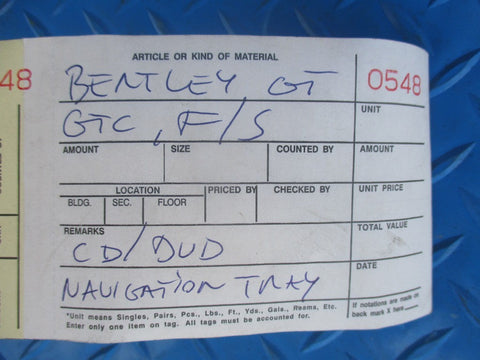 48
ARTICLE OR KIND OF MATERIAL
BENTLEY GT
0548
GTC, F/S
UNIT
AMOUNT SIZE COUNTED BY AMOUNT
LOCATION PRICED BY CHECKED BY UNIT PRICE
BLDG. SEC. FLOOR
REMARKS TOTAL VALUE
CD/DVD
DATE
NAVIGATION TRAY
*Unit means Singles, Pairs, Pcs., Lbs., Ft., Yds., Gals., Reams, Etc.
Enter only one item on tag. All tags must be accounted for.
If notations are made on
back mark X here